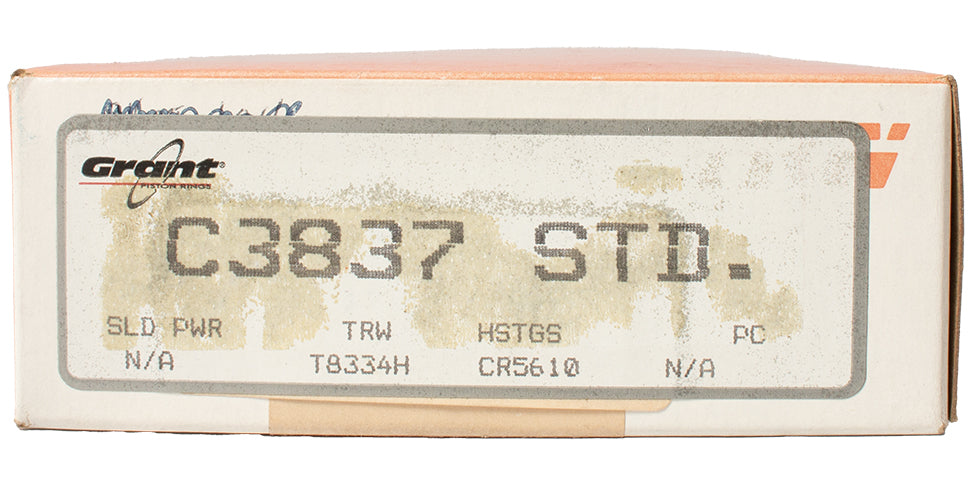 Grant®
PISTON RINGS
C3837 STD.
SLD PWR TRW HSTGS PC
N/A T8334H CR5610 N/A